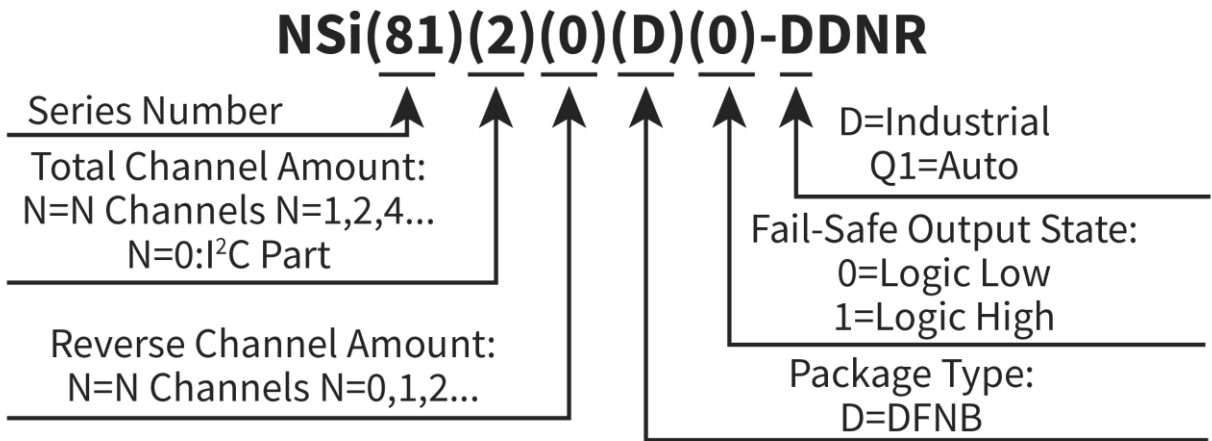 NSi(81)(2)(0)(D)(0)-DDNR
Series Number
Total Channel Amount:
N=N Channels N=1,2,4...
N=0:I²C Part
Reverse Channel Amount:
N=N Channels N=0,1,2...
D=Industrial
Q1=Auto
Fail-Safe Output State:
0=Logic Low
1=Logic High
Package Type:
D=DFNB